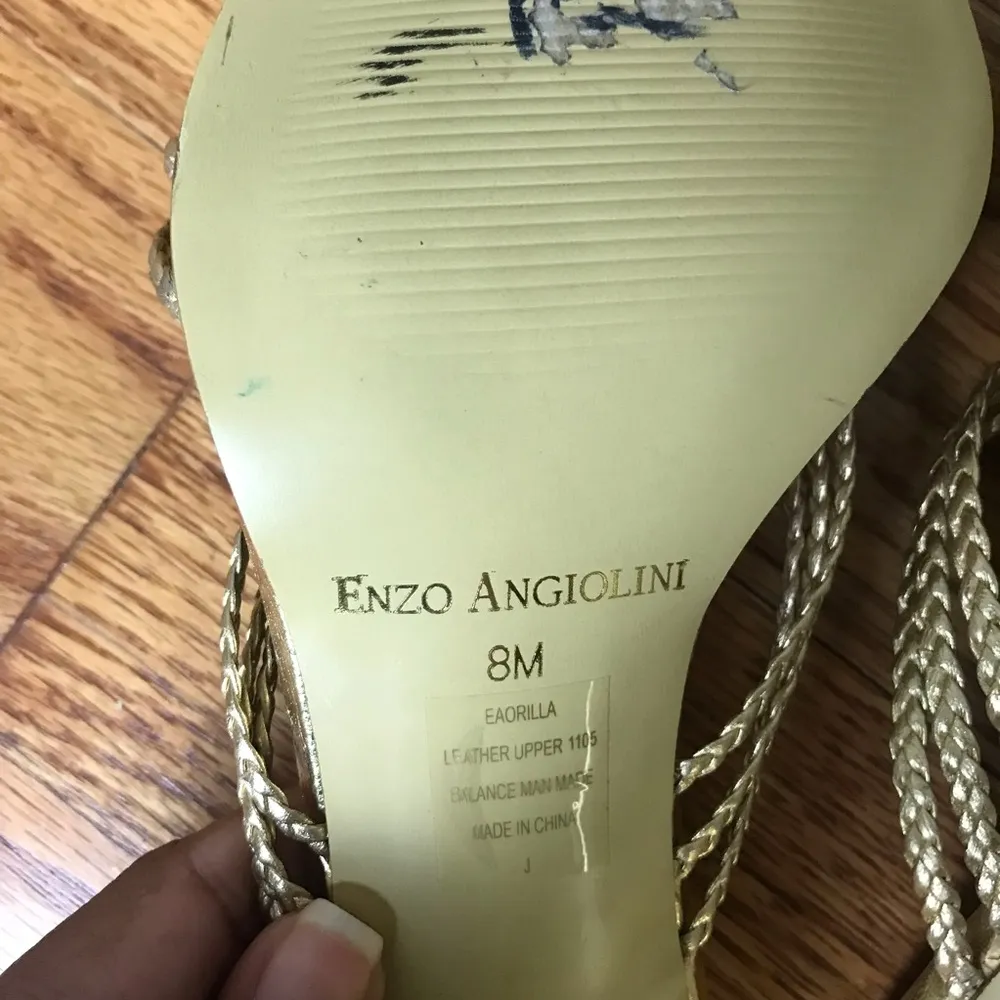 ENZO ANGIOLINI
8M
EAORILLA
LEATHER UPPER 1105
BALANCE MAN MADE
MADE IN CHINA
J